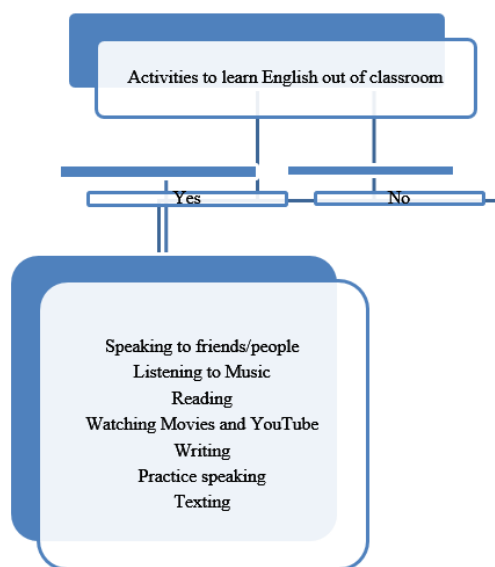 Activities to learn English out of classroom
Yes
No
Speaking to friends/people
Listening to Music
Reading
Watching Movies and YouTube
Writing
Practice speaking
Texting